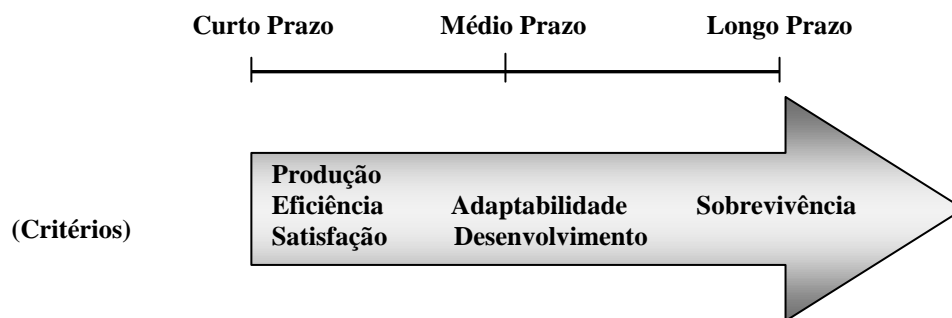 Curto Prazo Médio Prazo Longo Prazo
Produção
Eficiência Adaptabilidade Sobrevivência
(Critérios)
Satisfação Desenvolvimento